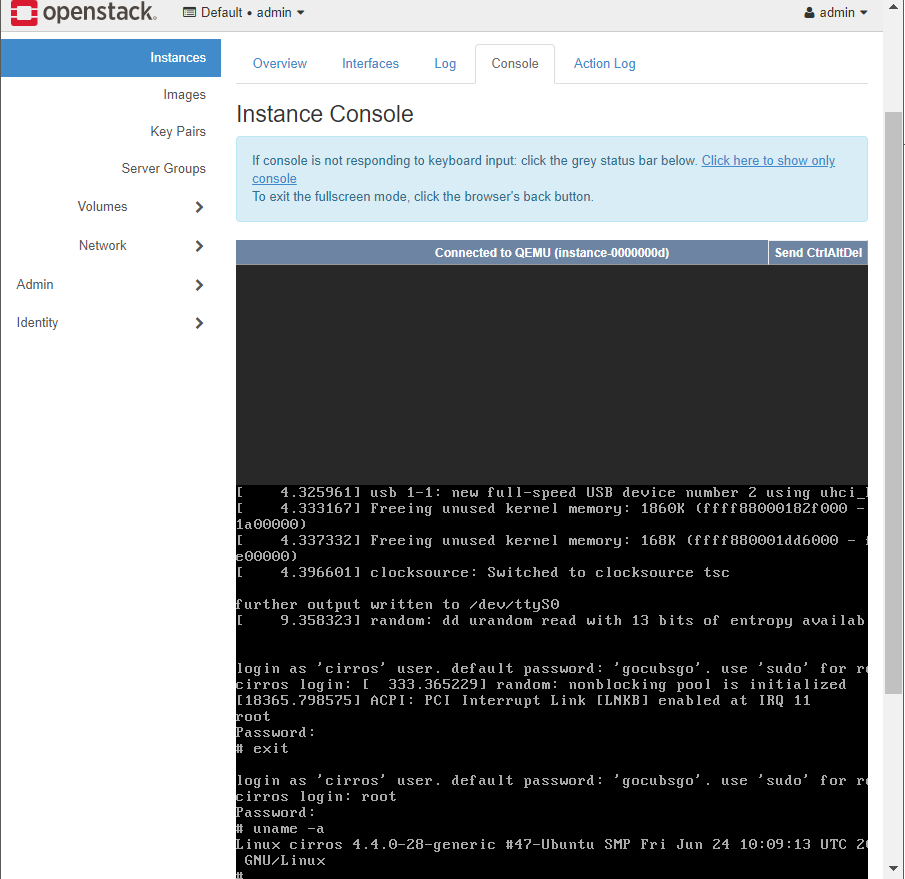 openstack.
Default • admin
admin
Instances
Images
Key Pairs
Server Groups
Volumes
Network
Admin
Identity
Overview
Interfaces
Log
Console
Action Log
Instance Console
If console is not responding to keyboard input: click the grey status bar below. Click here to show only
console
To exit the fullscreen mode, click the browser's back button.
Connected to QEMU (instance-0000000d)
Send CtrlAltDel
[    4.325961] usb 1-1: new full-speed USB device number 2 using uhci_
[    4.333167] Freeing unused kernel memory: 1860K (ffff88000182f000 -
1a00000)
[    4.337332] Freeing unused kernel memory: 168K (ffff880001dd6000 -
e00000)
[    4.396601] clocksource: Switched to clocksource tsc
further output written to /dev/ttyS0
[    9.358323] random: dd urandom read with 13 bits of entropy availab
login as 'cirros' user. default password: 'gocubsgo'. use 'sudo' for
cirros login: [  333.365229] random: nonblocking pool is initialized
[18365.798575] ACPI: PCI Interrupt Link [LNKB] enabled at IRQ 11
root
Password:
# exit
login as 'cirros' user. default password: 'gocubsgo'. use 'sudo' for
cirros login: root
Password:
# uname -a
Linux cirros 4.4.0-28-generic #47-Ubuntu SMP Fri Jun 24 10:09:13 UTC
GNU/Linux
#